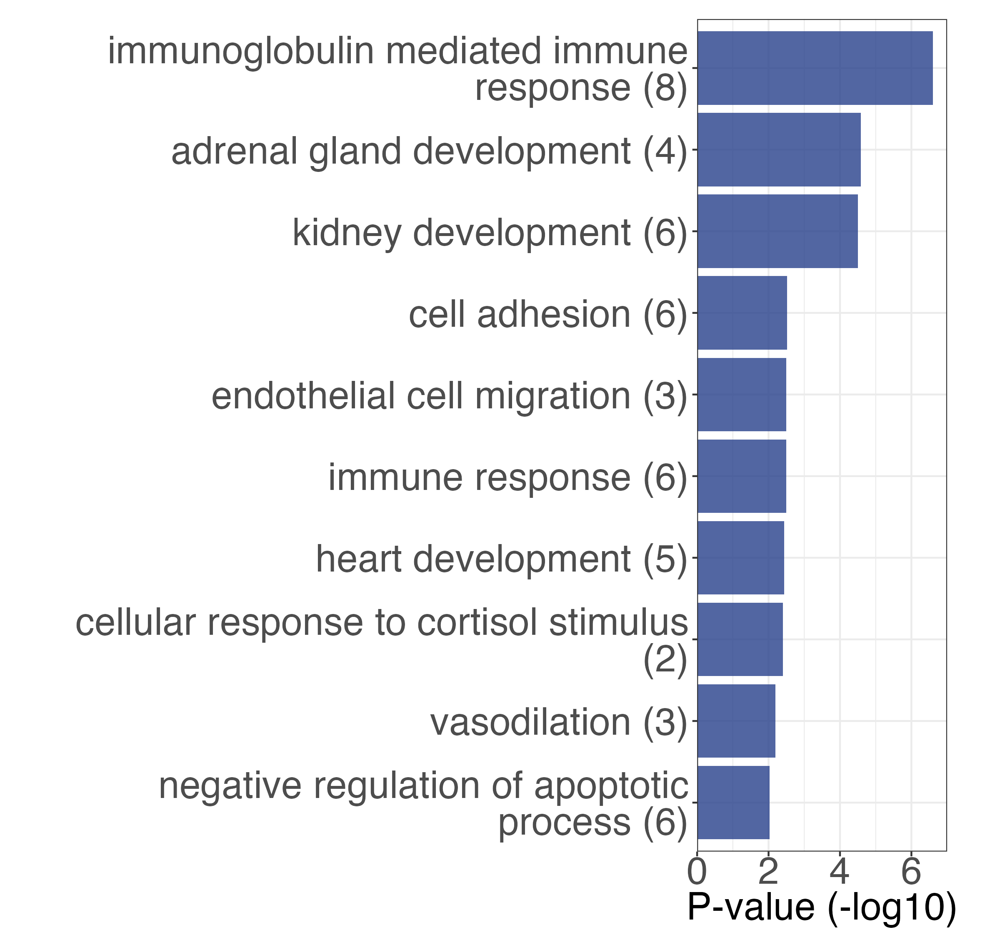 immunoglobulin mediated immune
response (8)
adrenal gland development (4)
kidney development (6)
cell adhesion (6)
endothelial cell migration (3)
immune response (6)
heart development (5)
cellular response to cortisol stimulus
(2)
vasodilation (3)
negative regulation of apoptotic
process (6)
0 2 4 6
P-value (-log10)